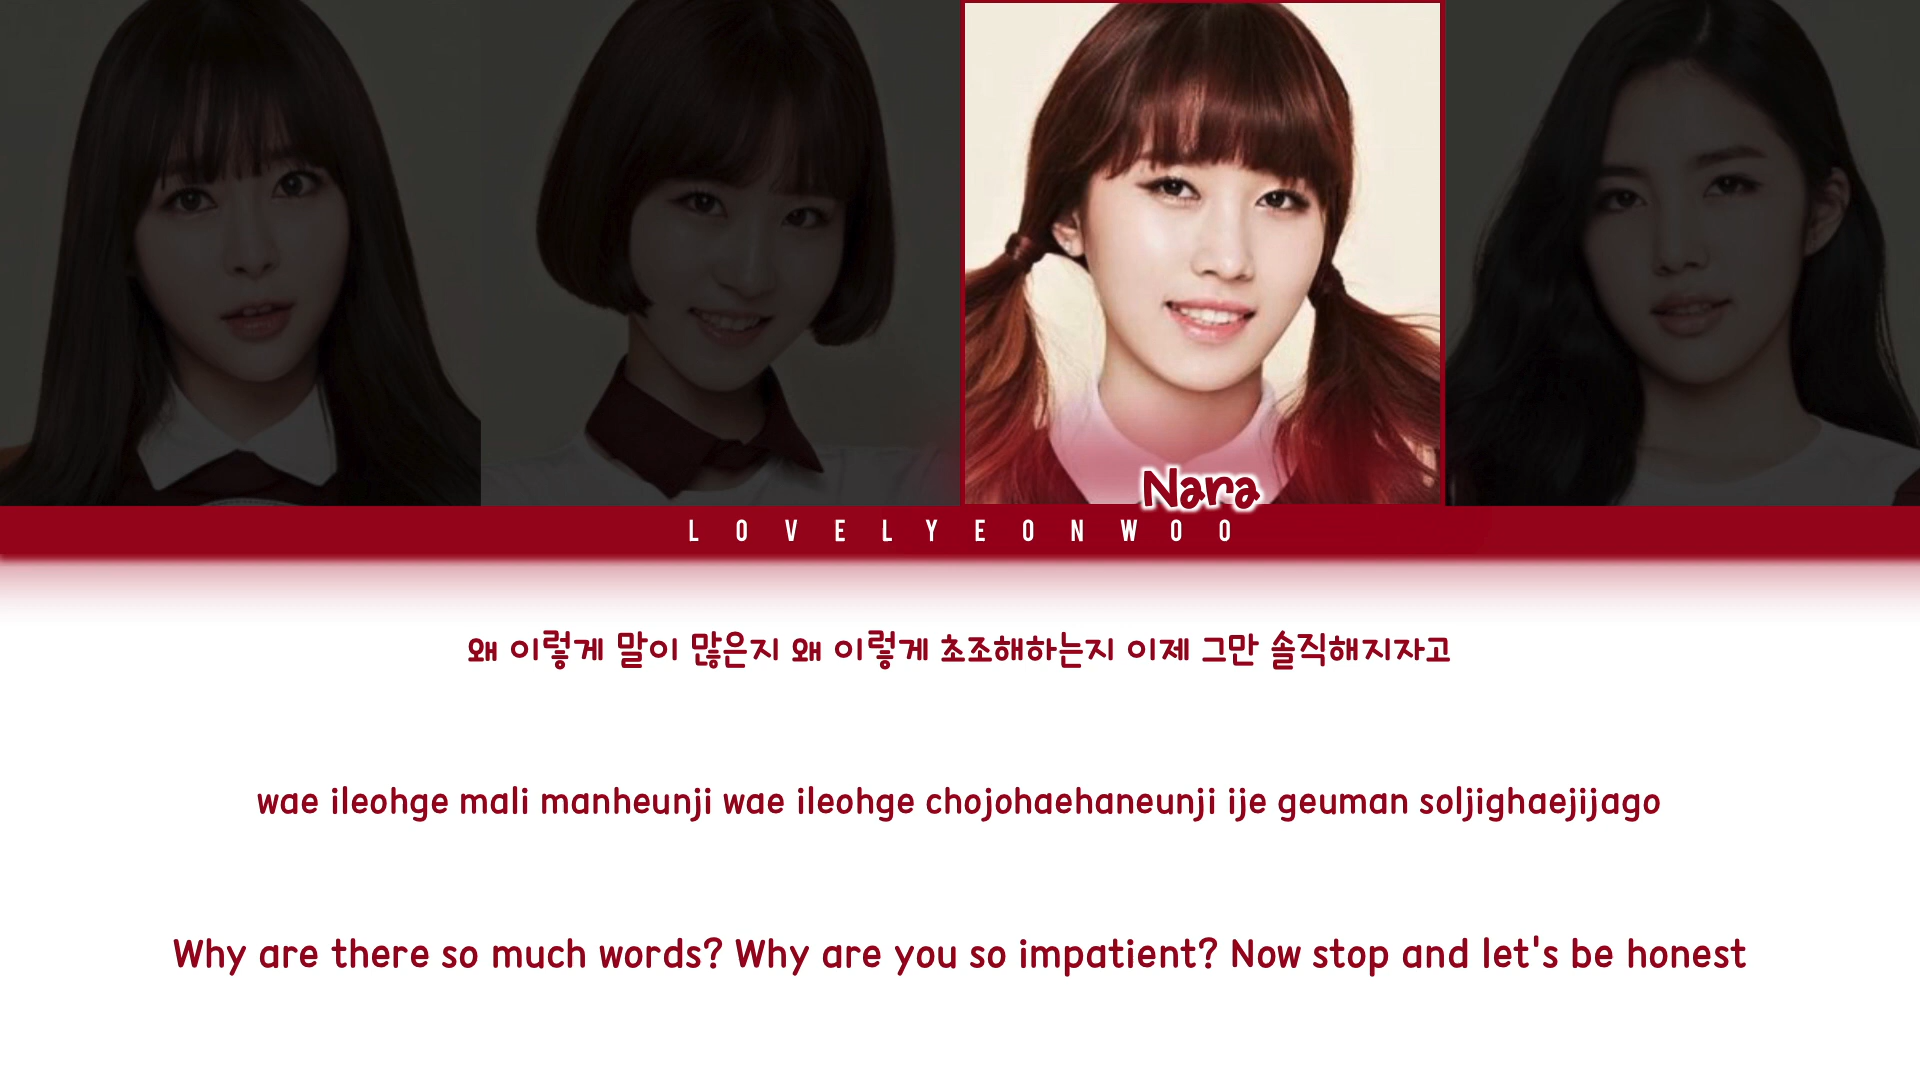 Nara
LOVELYEONWOO
왜 이렇게 말이 많은지 왜 이렇게 초조해하는지 이제 그만 솔직해지자고
wae ileohge mali manheunji wae ileohge chojohaehaneunji ije geuman soljighaejijago
Why are there so much words? Why are you so impatient? Now stop and let's be honest